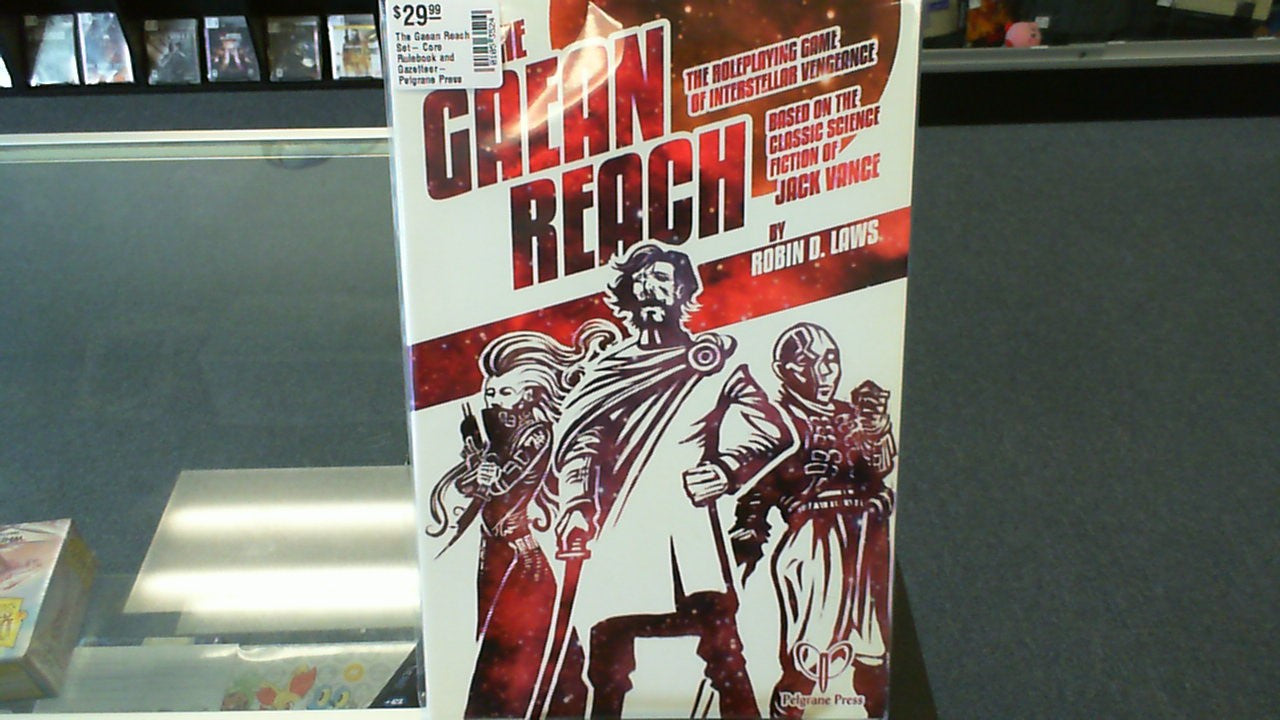 $29.99
The Gaean Reach
Set - Core
Rulebook and
Gazetteer -
Pelgrane Press
THE
GAEAN
REACH
THE ROLEPLAYING GAME
OF INTERSTELLAR VENGEANCE
BASED ON THE
CLASSIC SCIENCE
FICTION OF
JACK VANCE
BY
ROBIN D. LAWS
Pelgrane Press